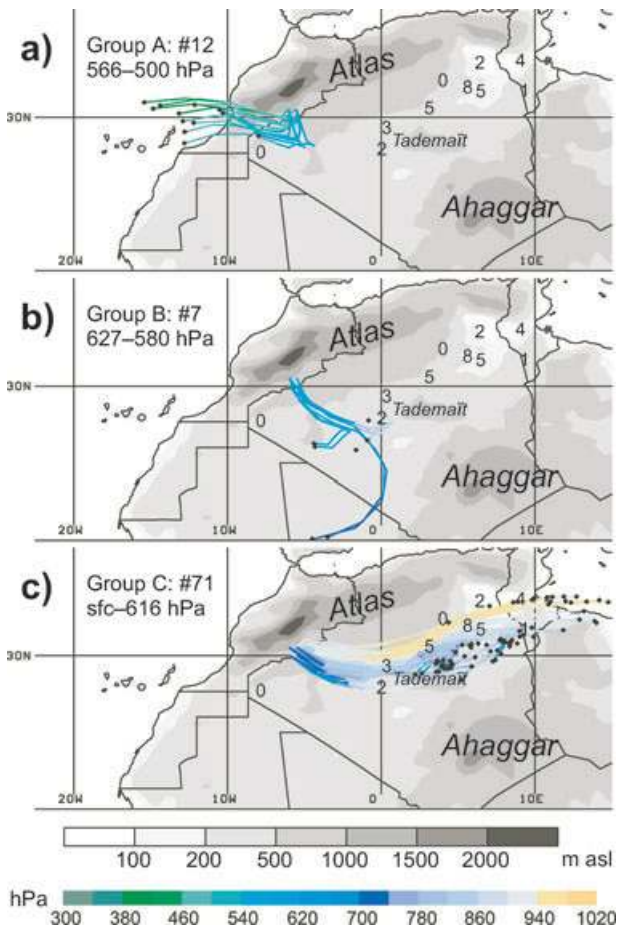 a)
Group A: #12
566–500 hPa
Atlas
2
4
0
8
5
1
5
30N
3
Tademaït
0
2
Ahaggar
20W
10W
0
10E
b)
Group B: #7
627–580 hPa
Atlas
2
4
0
8
5
1
5
30N
3
Tademaït
0
2
Ahaggar
20W
10W
0
10E
c)
Group C: #71
sfc–616 hPa
Atlas
2
4
0
8
5
1
5
30N
3
Tademaït
0
2
Ahaggar
20W
10W
0
10E
100 200 500 1000 1500 2000 m asl
hPa
300 380 460 540 620 700 780 860 940 1020